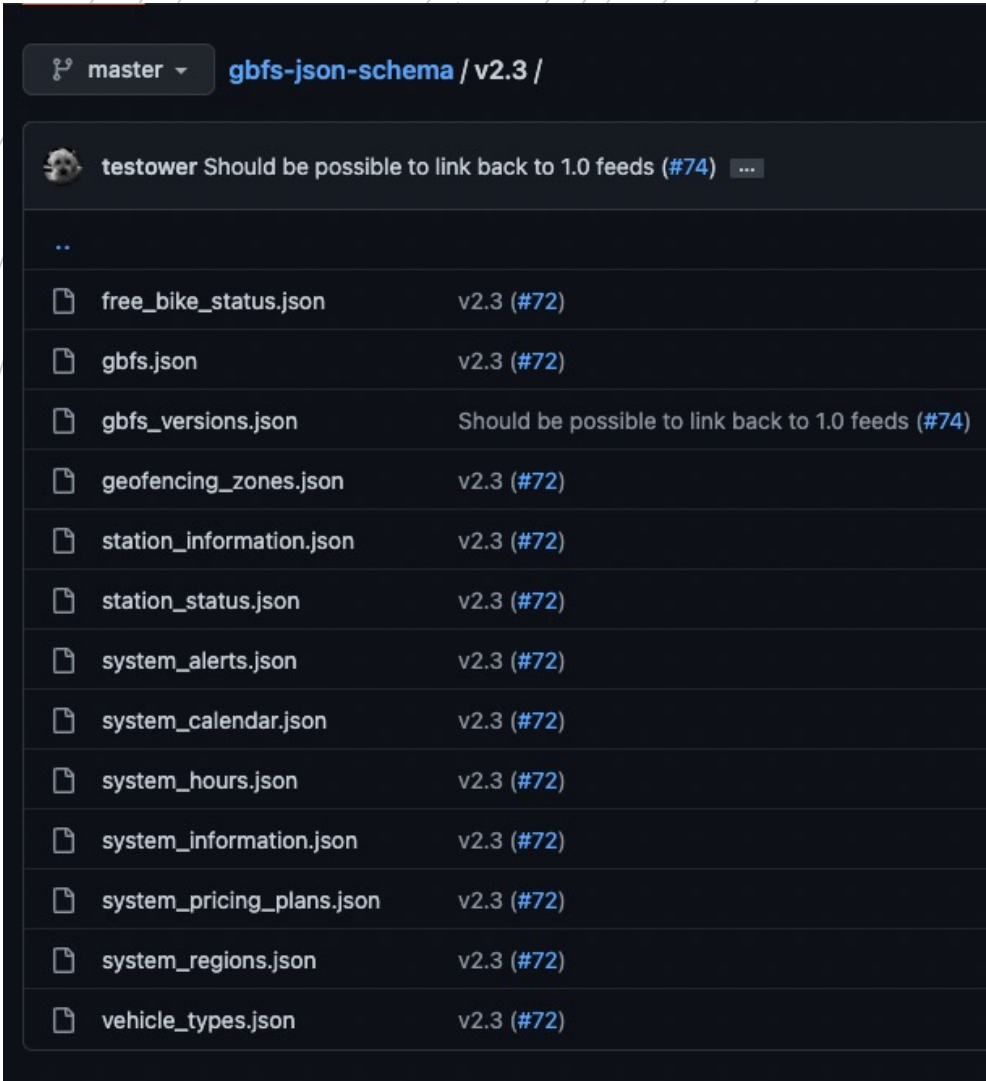 master gbfs-json-schema / v2.3 /
testower Should be possible to link back to 1.0 feeds (#74) ...
..
free_bike_status.json v2.3 (#72)
gbfs.json v2.3 (#72)
gbfs_versions.json Should be possible to link back to 1.0 feeds (#74)
geofencing_zones.json v2.3 (#72)
station_information.json v2.3 (#72)
station_status.json v2.3 (#72)
system_alerts.json v2.3 (#72)
system_calendar.json v2.3 (#72)
system_hours.json v2.3 (#72)
system_information.json v2.3 (#72)
system_pricing_plans.json v2.3 (#72)
system_regions.json v2.3 (#72)
vehicle_types.json v2.3 (#72)